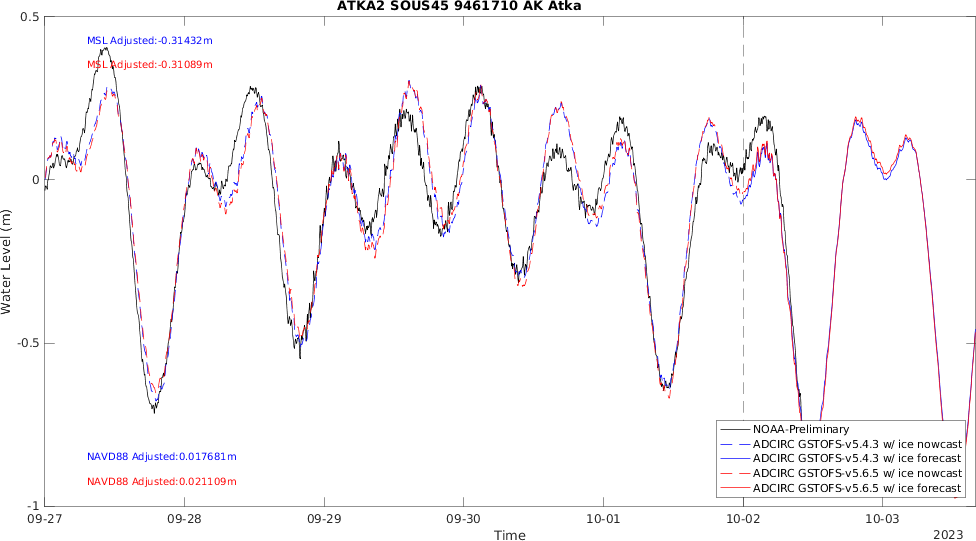 ATKA2 SOUS45 9461710 AK Atka
0.5
MSL Adjusted:-0.31432m
MSL Adjusted:-0.31089m
0
Water Level (m)
-0.5
NOAA-Preliminary
ADCIRC GSTOFS-v5.4.3 w/ ice nowcast
ADCIRC GSTOFS-v5.4.3 w/ ice forecast
ADCIRC GSTOFS-v5.6.5 w/ ice nowcast
ADCIRC GSTOFS-v5.6.5 w/ ice forecast
NAVD88 Adjusted:0.017681m
NAVD88 Adjusted:0.021109m
-1
09-27 09-28 09-29 09-30 10-01 10-02 10-03
Time
2023